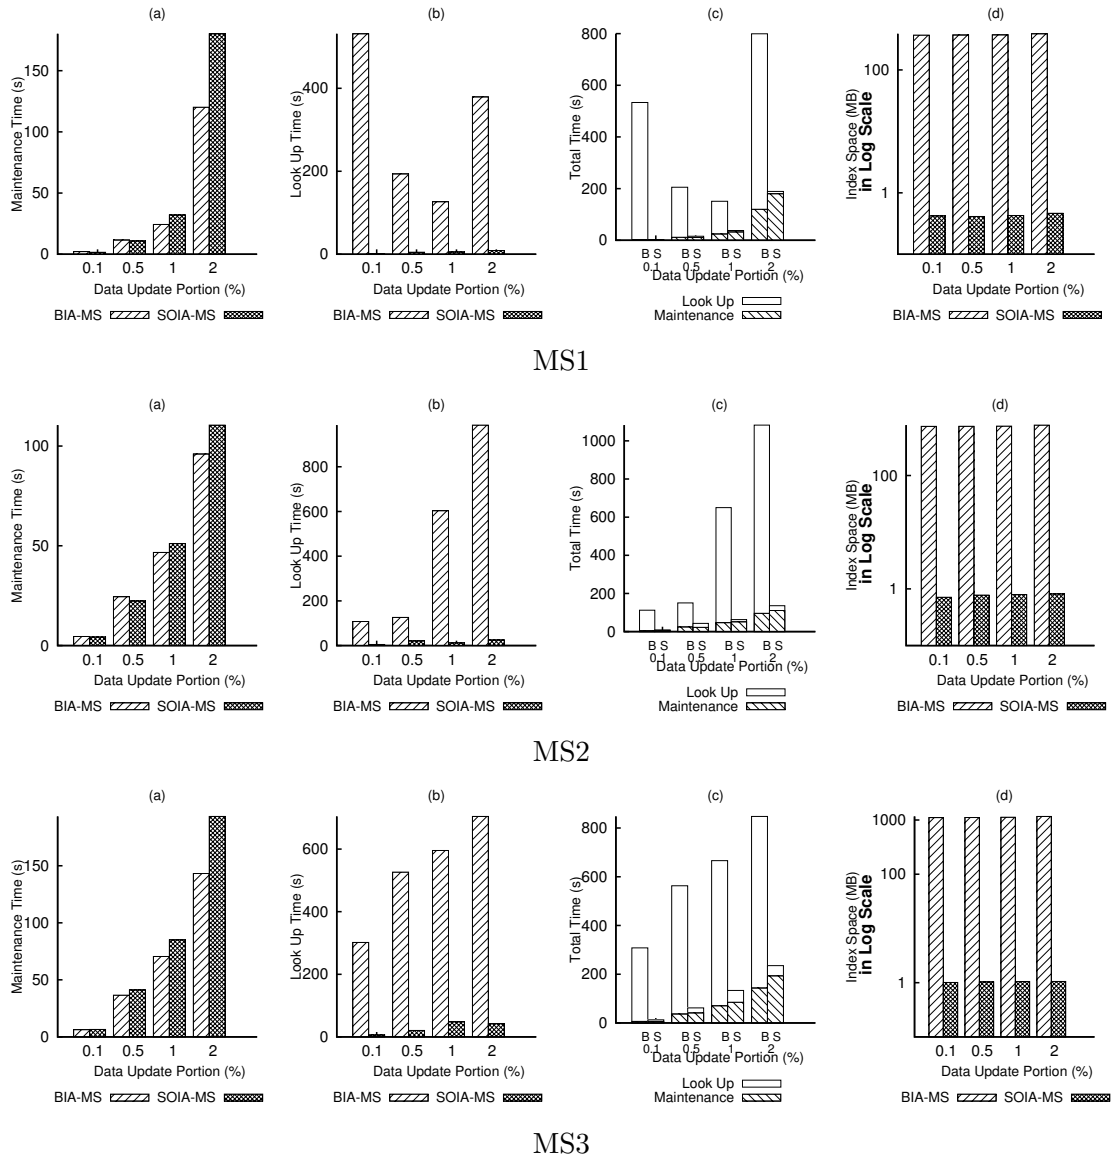 (a) (b) (c) (d)
Maintenance Time (s)
150
100
50
0
0.1 0.5 1 2
Data Update Portion (%)
BIA-MS SOIA-MS
Look Up Time (s)
400
200
0
0.1 0.5 1 2
Data Update Portion (%)
BIA-MS SOIA-MS
Total Time (s)
800
600
400
200
0
B S B S B S B S
0.1 0.5 1 2
Data Update Portion (%)
Look Up
Maintenance
Index Space (MB)
in Log Scale
100
1
0.1 0.5 1 2
Data Update Portion (%)
BIA-MS SOIA-MS
MS1
(a) (b) (c) (d)
Maintenance Time (s)
100
50
0
0.1 0.5 1 2
Data Update Portion (%)
BIA-MS SOIA-MS
Look Up Time (s)
800
600
400
200
0
0.1 0.5 1 2
Data Update Portion (%)
BIA-MS SOIA-MS
Total Time (s)
1000
800
600
400
200
0
B S B S B S B S
0.1 0.5 1 2
Data Update Portion (%)
Look Up
Maintenance
Index Space (MB)
in Log Scale
100
1
0.1 0.5 1 2
Data Update Portion (%)
BIA-MS SOIA-MS
MS2
(a) (b) (c) (d)
Maintenance Time (s)
150
100
50
0
0.1 0.5 1 2
Data Update Portion (%)
BIA-MS SOIA-MS
Look Up Time (s)
600
400
200
0
0.1 0.5 1 2
Data Update Portion (%)
BIA-MS SOIA-MS
Total Time (s)
800
600
400
200
0
B S B S B S B S
0.1 0.5 1 2
Data Update Portion (%)
Look Up
Maintenance
Index Space (MB)
in Log Scale
1000
100
1
0.1 0.5 1 2
Data Update Portion (%)
BIA-MS SOIA-MS
MS3